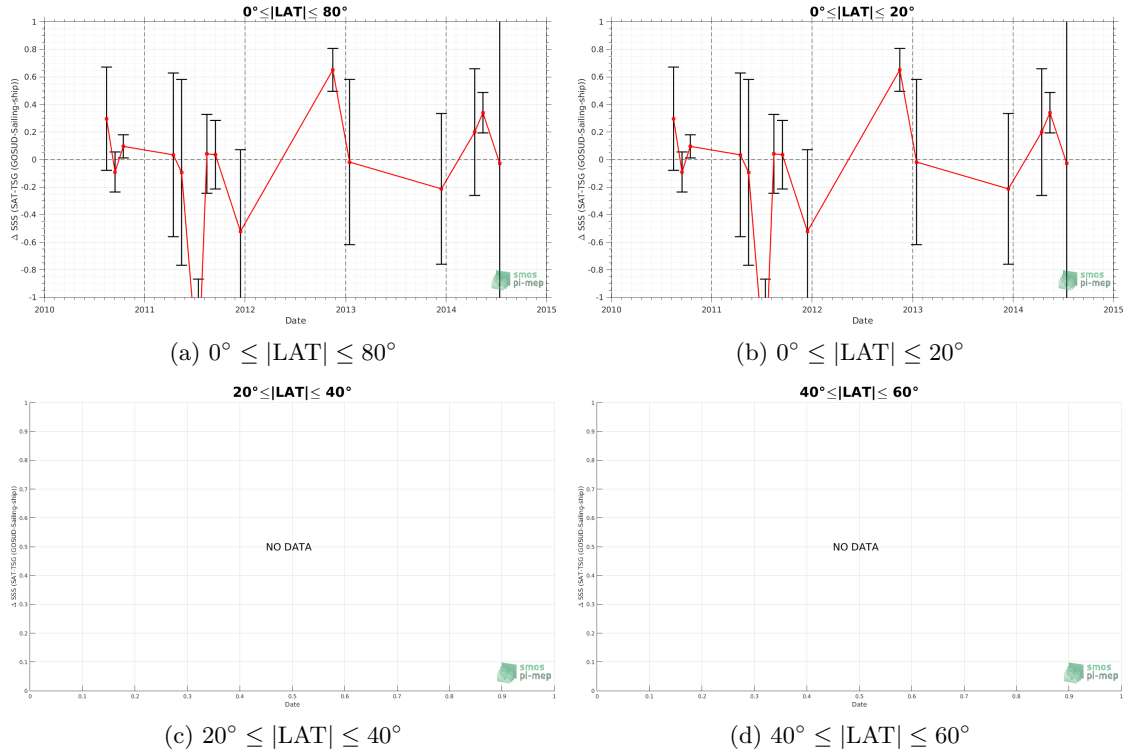 0°≤|LAT|≤ 80°
Δ SSS (SAT-TSG (GOSUD-Sailing-ship))
1
0.8
0.6
0.4
0.2
0
-0.2
-0.4
-0.6
-0.8
-1
2010 2011 2012 2013 2014 2015
Date
smos
pi-mep
(a) 0° ≤ |LAT| ≤ 80°
0°≤|LAT|≤ 20°
Δ SSS (SAT-TSG (GOSUD-Sailing-ship))
1
0.8
0.6
0.4
0.2
0
-0.2
-0.4
-0.6
-0.8
-1
2010 2011 2012 2013 2014 2015
Date
smos
pi-mep
(b) 0° ≤ |LAT| ≤ 20°
20°≤|LAT|≤ 40°
Δ SSS (SAT-TSG (GOSUD-Sailing-ship))
1
0.9
0.8
0.7
0.6
0.5
0.4
0.3
0.2
0.1
0
NO DATA
0 0.1 0.2 0.3 0.4 0.5 0.6 0.7 0.8 0.9 1
Date
smos
pi-mep
(c) 20° ≤ |LAT| ≤ 40°
40°≤|LAT|≤ 60°
Δ SSS (SAT-TSG (GOSUD-Sailing-ship))
1
0.9
0.8
0.7
0.6
0.5
0.4
0.3
0.2
0.1
0
NO DATA
0 0.1 0.2 0.3 0.4 0.5 0.6 0.7 0.8 0.9 1
Date
smos
pi-mep
(d) 40° ≤ |LAT| ≤ 60°